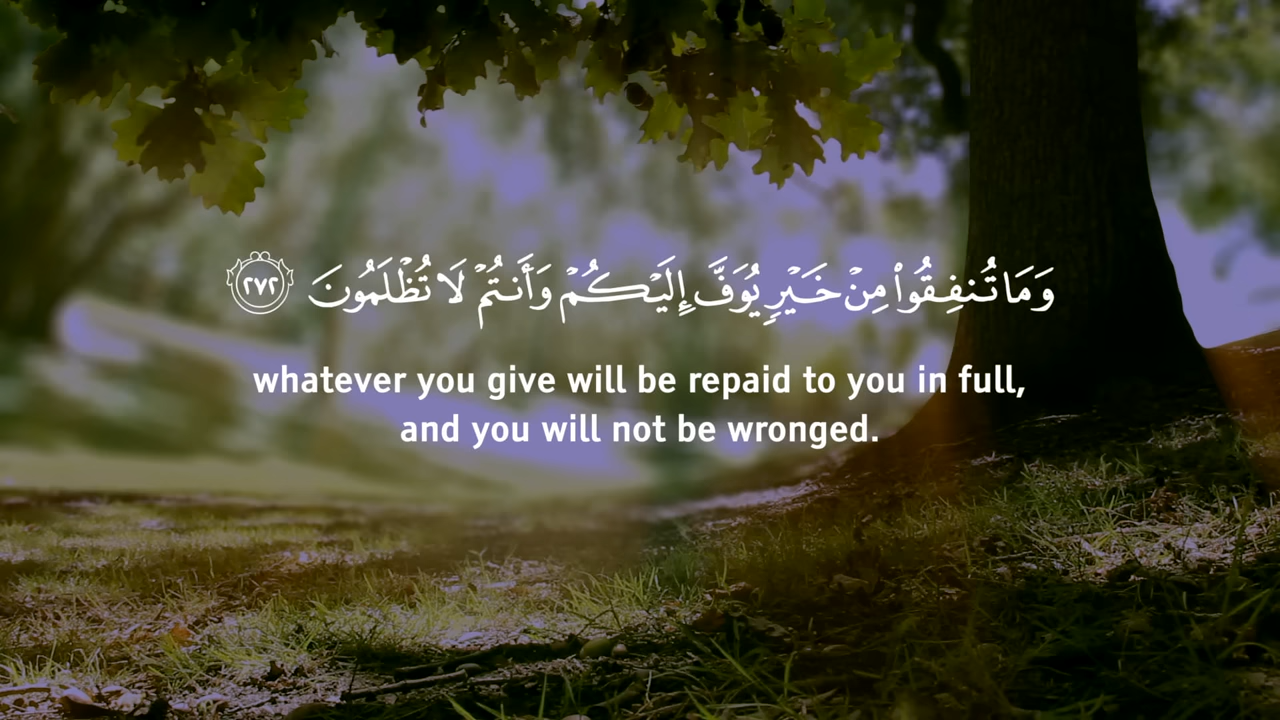 وَمَا تُنفِقُوا۟ مِنْ خَيْرٍ يُوَفَّ إِلَيْكُمْ وَأَنتُمْ لَا تُظْلَمُونَ ٢٧٢
whatever you give will be repaid to you in full,
and you will not be wronged.